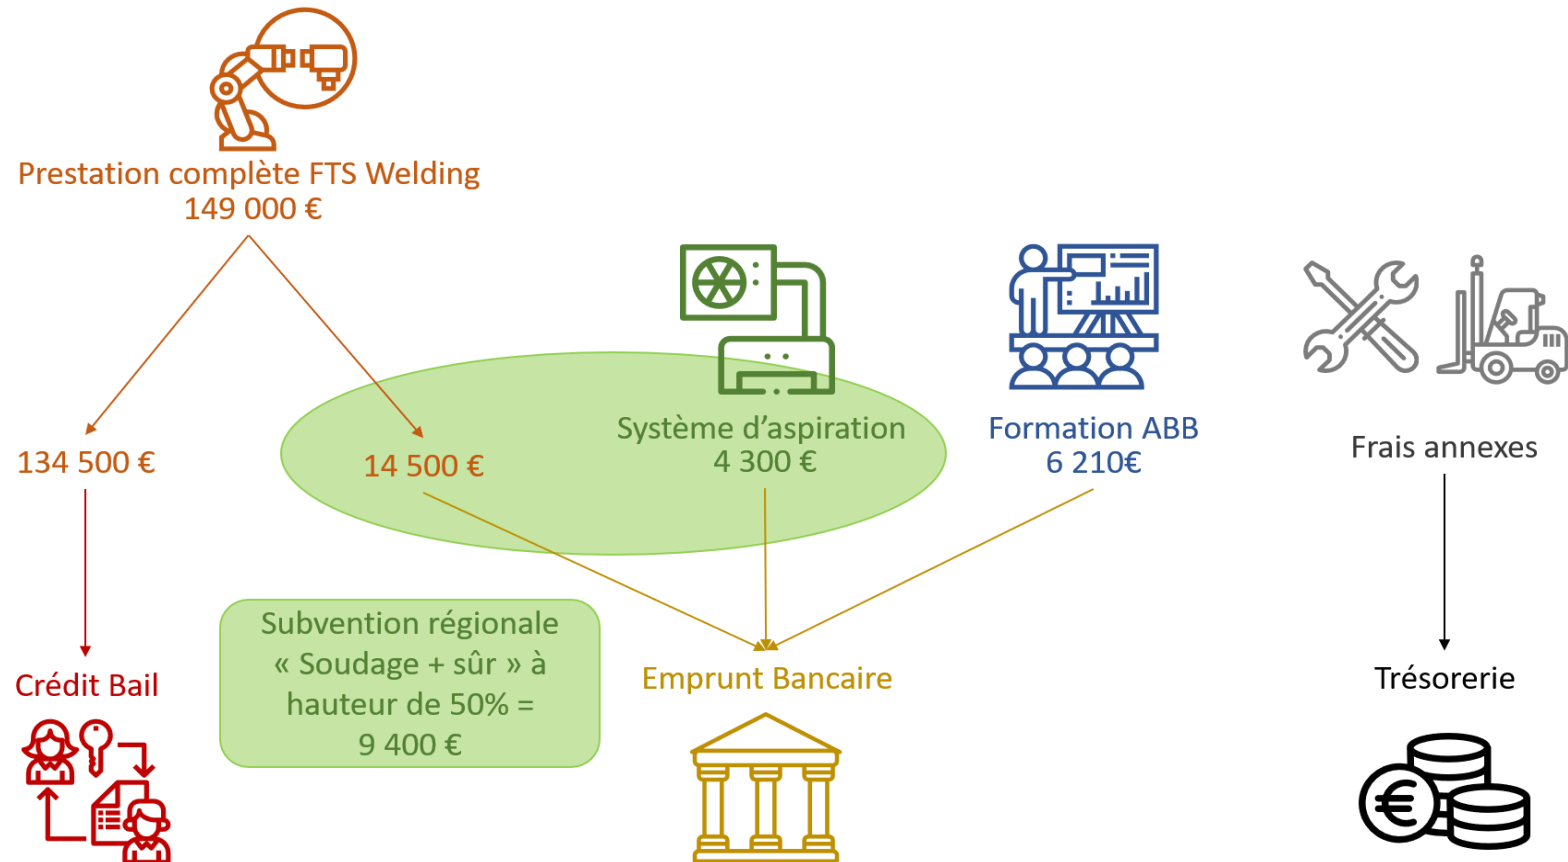 Prestation complète FTS Welding
149 000 €
134 500 €
14 500 €
Système d'aspiration
4 300 €
Formation ABB
6 210€
Frais annexes
Subvention régionale
« Soudage + sûr » à
hauteur de 50% =
9 400 €
Crédit Bail
Emprunt Bancaire
Trésorerie
€